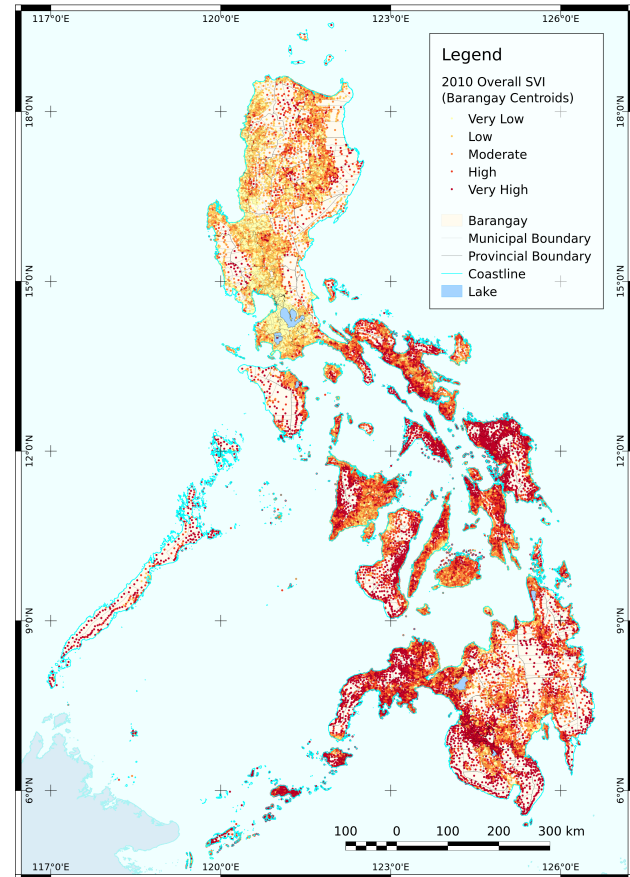 117°0'E 120°0'E 123°0'E 126°0'E
Legend
2010 Overall SVI
(Barangay Centroids)
Very Low
Low
Moderate
High
Very High
Barangay
Municipal Boundary
Provincial Boundary
Coastline
Lake
18°0'N 18°0'N
15°0'N 15°0'N
12°0'N 12°0'N
9°0'N 9°0'N
6°0'N 6°0'N
100 0 100 200 300 km
117°0'E 120°0'E 123°0'E 126°0'E